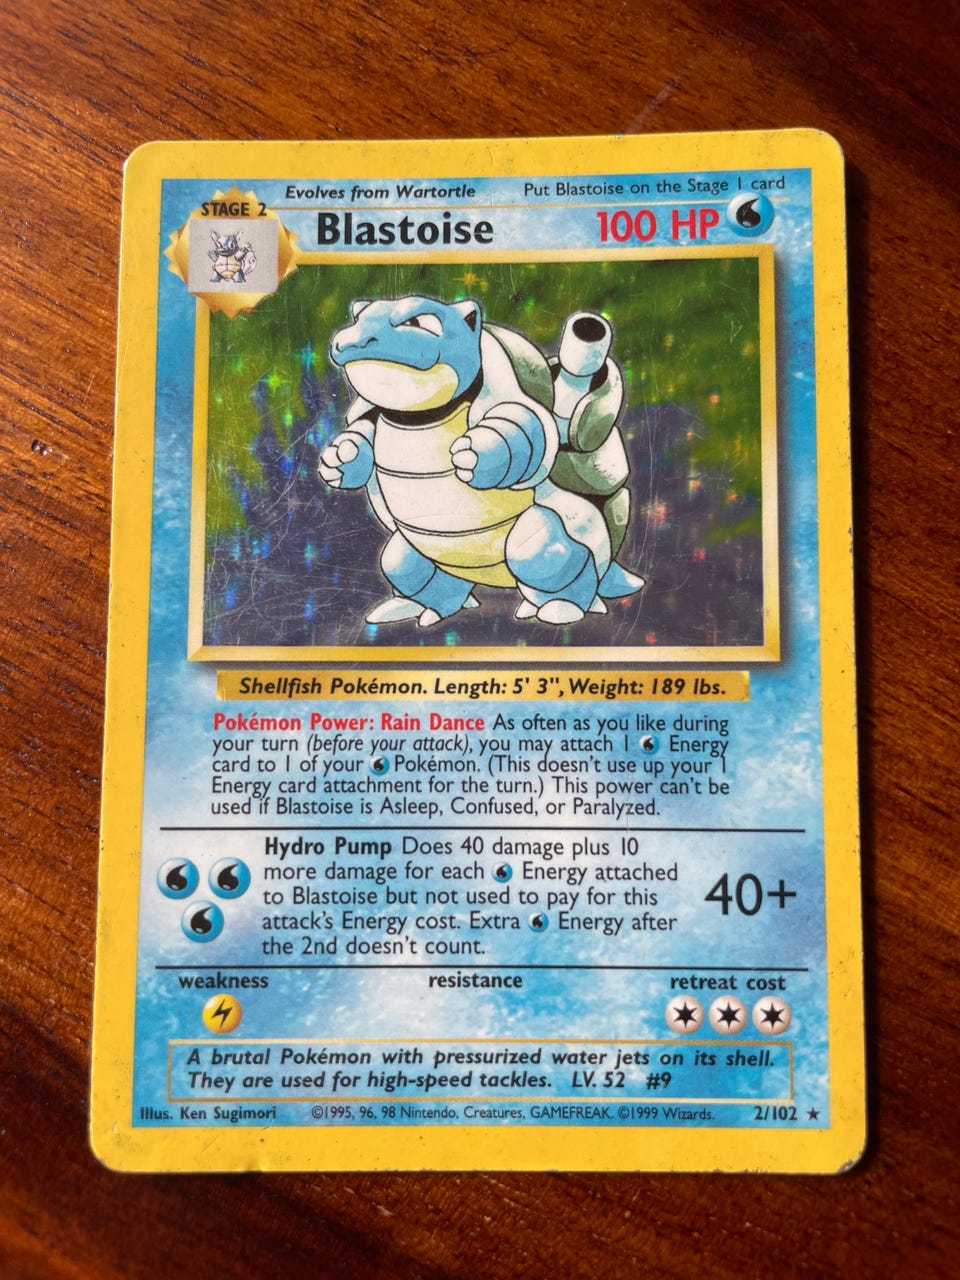 Evolves from Wartortle Put Blastoise on the Stage 1 card
STAGE 2
Blastoise 100 HP
Shellfish Pokémon. Length: 5' 3", Weight: 189 lbs.
Pokémon Power: Rain Dance As often as you like during
your turn (before your attack), you may attach 1 Energy
card to 1 of your Pokémon. (This doesn't use up your 1
Energy card attachment for the turn.) This power can't be
used if Blastoise is Asleep, Confused, or Paralyzed.
Hydro Pump Does 40 damage plus 10
more damage for each Energy attached
to Blastoise but not used to pay for this
attack's Energy cost. Extra Energy after
the 2nd doesn't count.
40+
weakness resistance retreat cost
A brutal Pokémon with pressurized water jets on its shell.
They are used for high-speed tackles. LV. 52 #9
Illus. Ken Sugimori ©1995, 96, 98 Nintendo, Creatures, GAMEFREAK. ©1999 Wizards. 2/102 ★